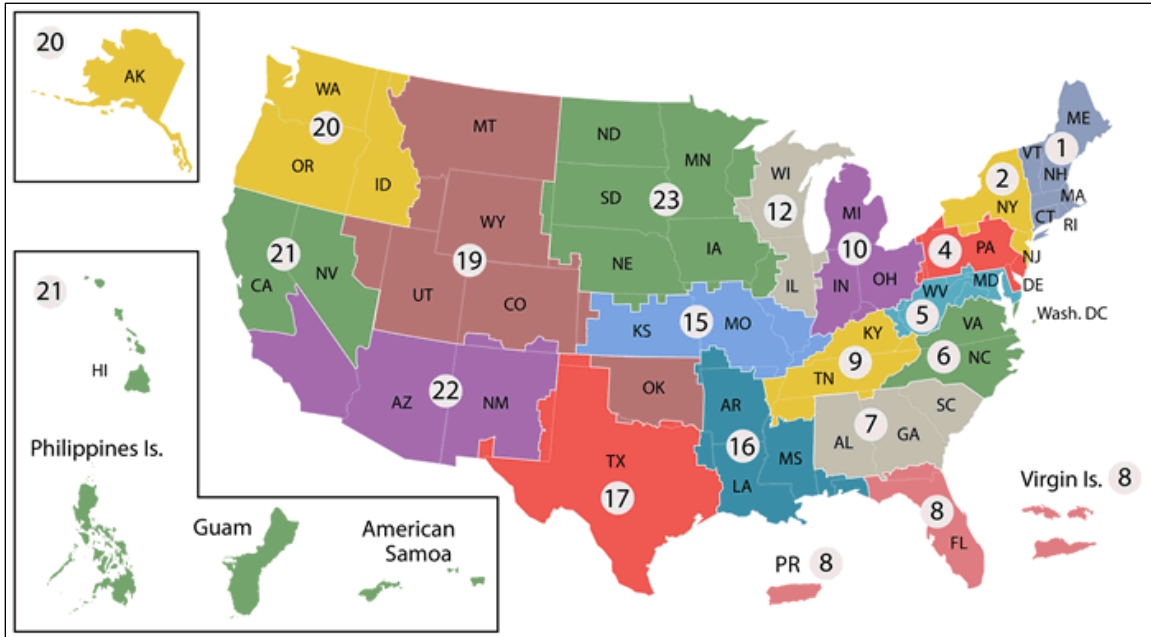 20
AK
WA
20
OR
ID
MT
WY
19
UT
CO
ND
MN
SD
23
NE
IA
WI
12
IL
MI
10
IN
OH
ME
1
VT
NH
MA
CT
RI
2
NY
4
PA
NJ
DE
MD
WV
5
Wash. DC
VA
6
NC
21
CA
NV
KS
15
MO
KY
9
TN
OK
AR
16
MS
LA
SC
7
AL
GA
AZ
22
NM
TX
17
8
FL
Virgin Is. 8
PR 8
21
HI
Philippines Is.
Guam
American
Samoa